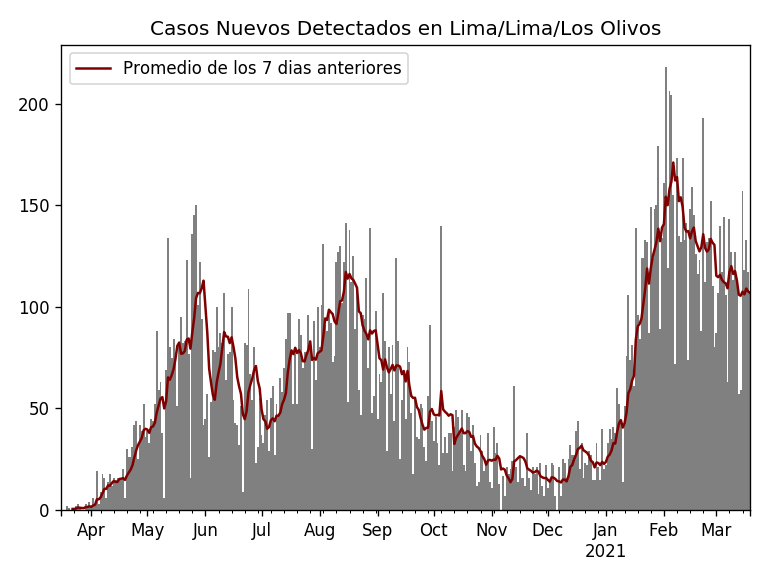 Casos Nuevos Detectados en Lima/Lima/Los Olivos
Promedio de los 7 dias anteriores
200
150
100
50
0
Apr May Jun Jul Aug Sep Oct Nov Dec Jan Feb Mar
2021